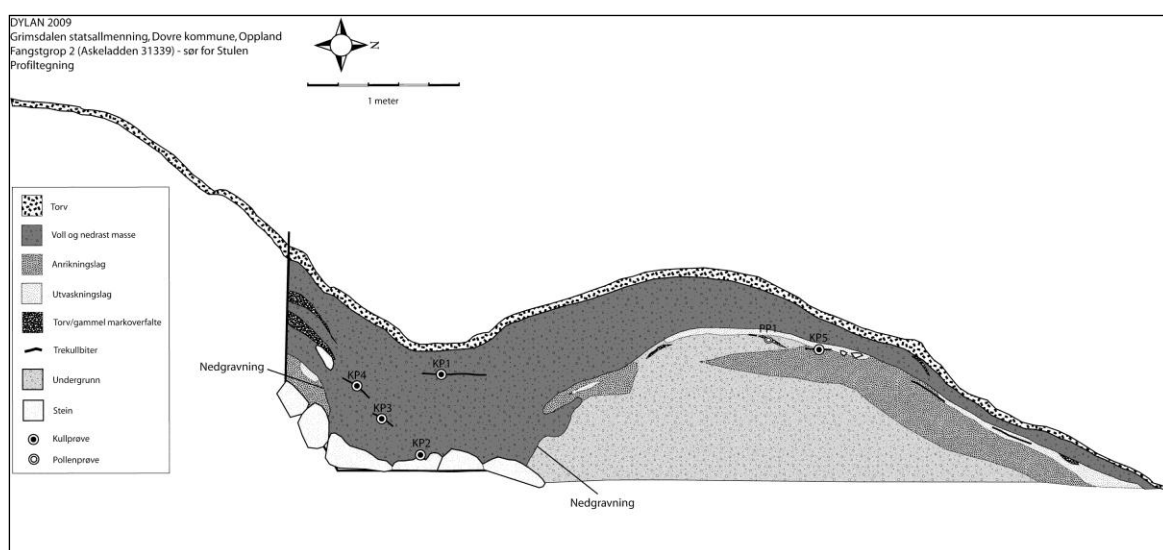 DYLAN 2009
Grimsdalen statsallmenning, Dovre kommune, Oppland
Fangstgrop 2 (Askeladden 31339) - sør for Stulen
Profiltegning
N
1 meter
Torv
Voll og nedrast masse
Anrikningslag
Utvaskningslag
Torv/gammel markoverfalte
Trekullbiter
Undergrunn
Stein
Kullprøve
Pollenprøve
Nedgravning
KP4
KP1
KP3
KP2
PP1
KP5
Nedgravning